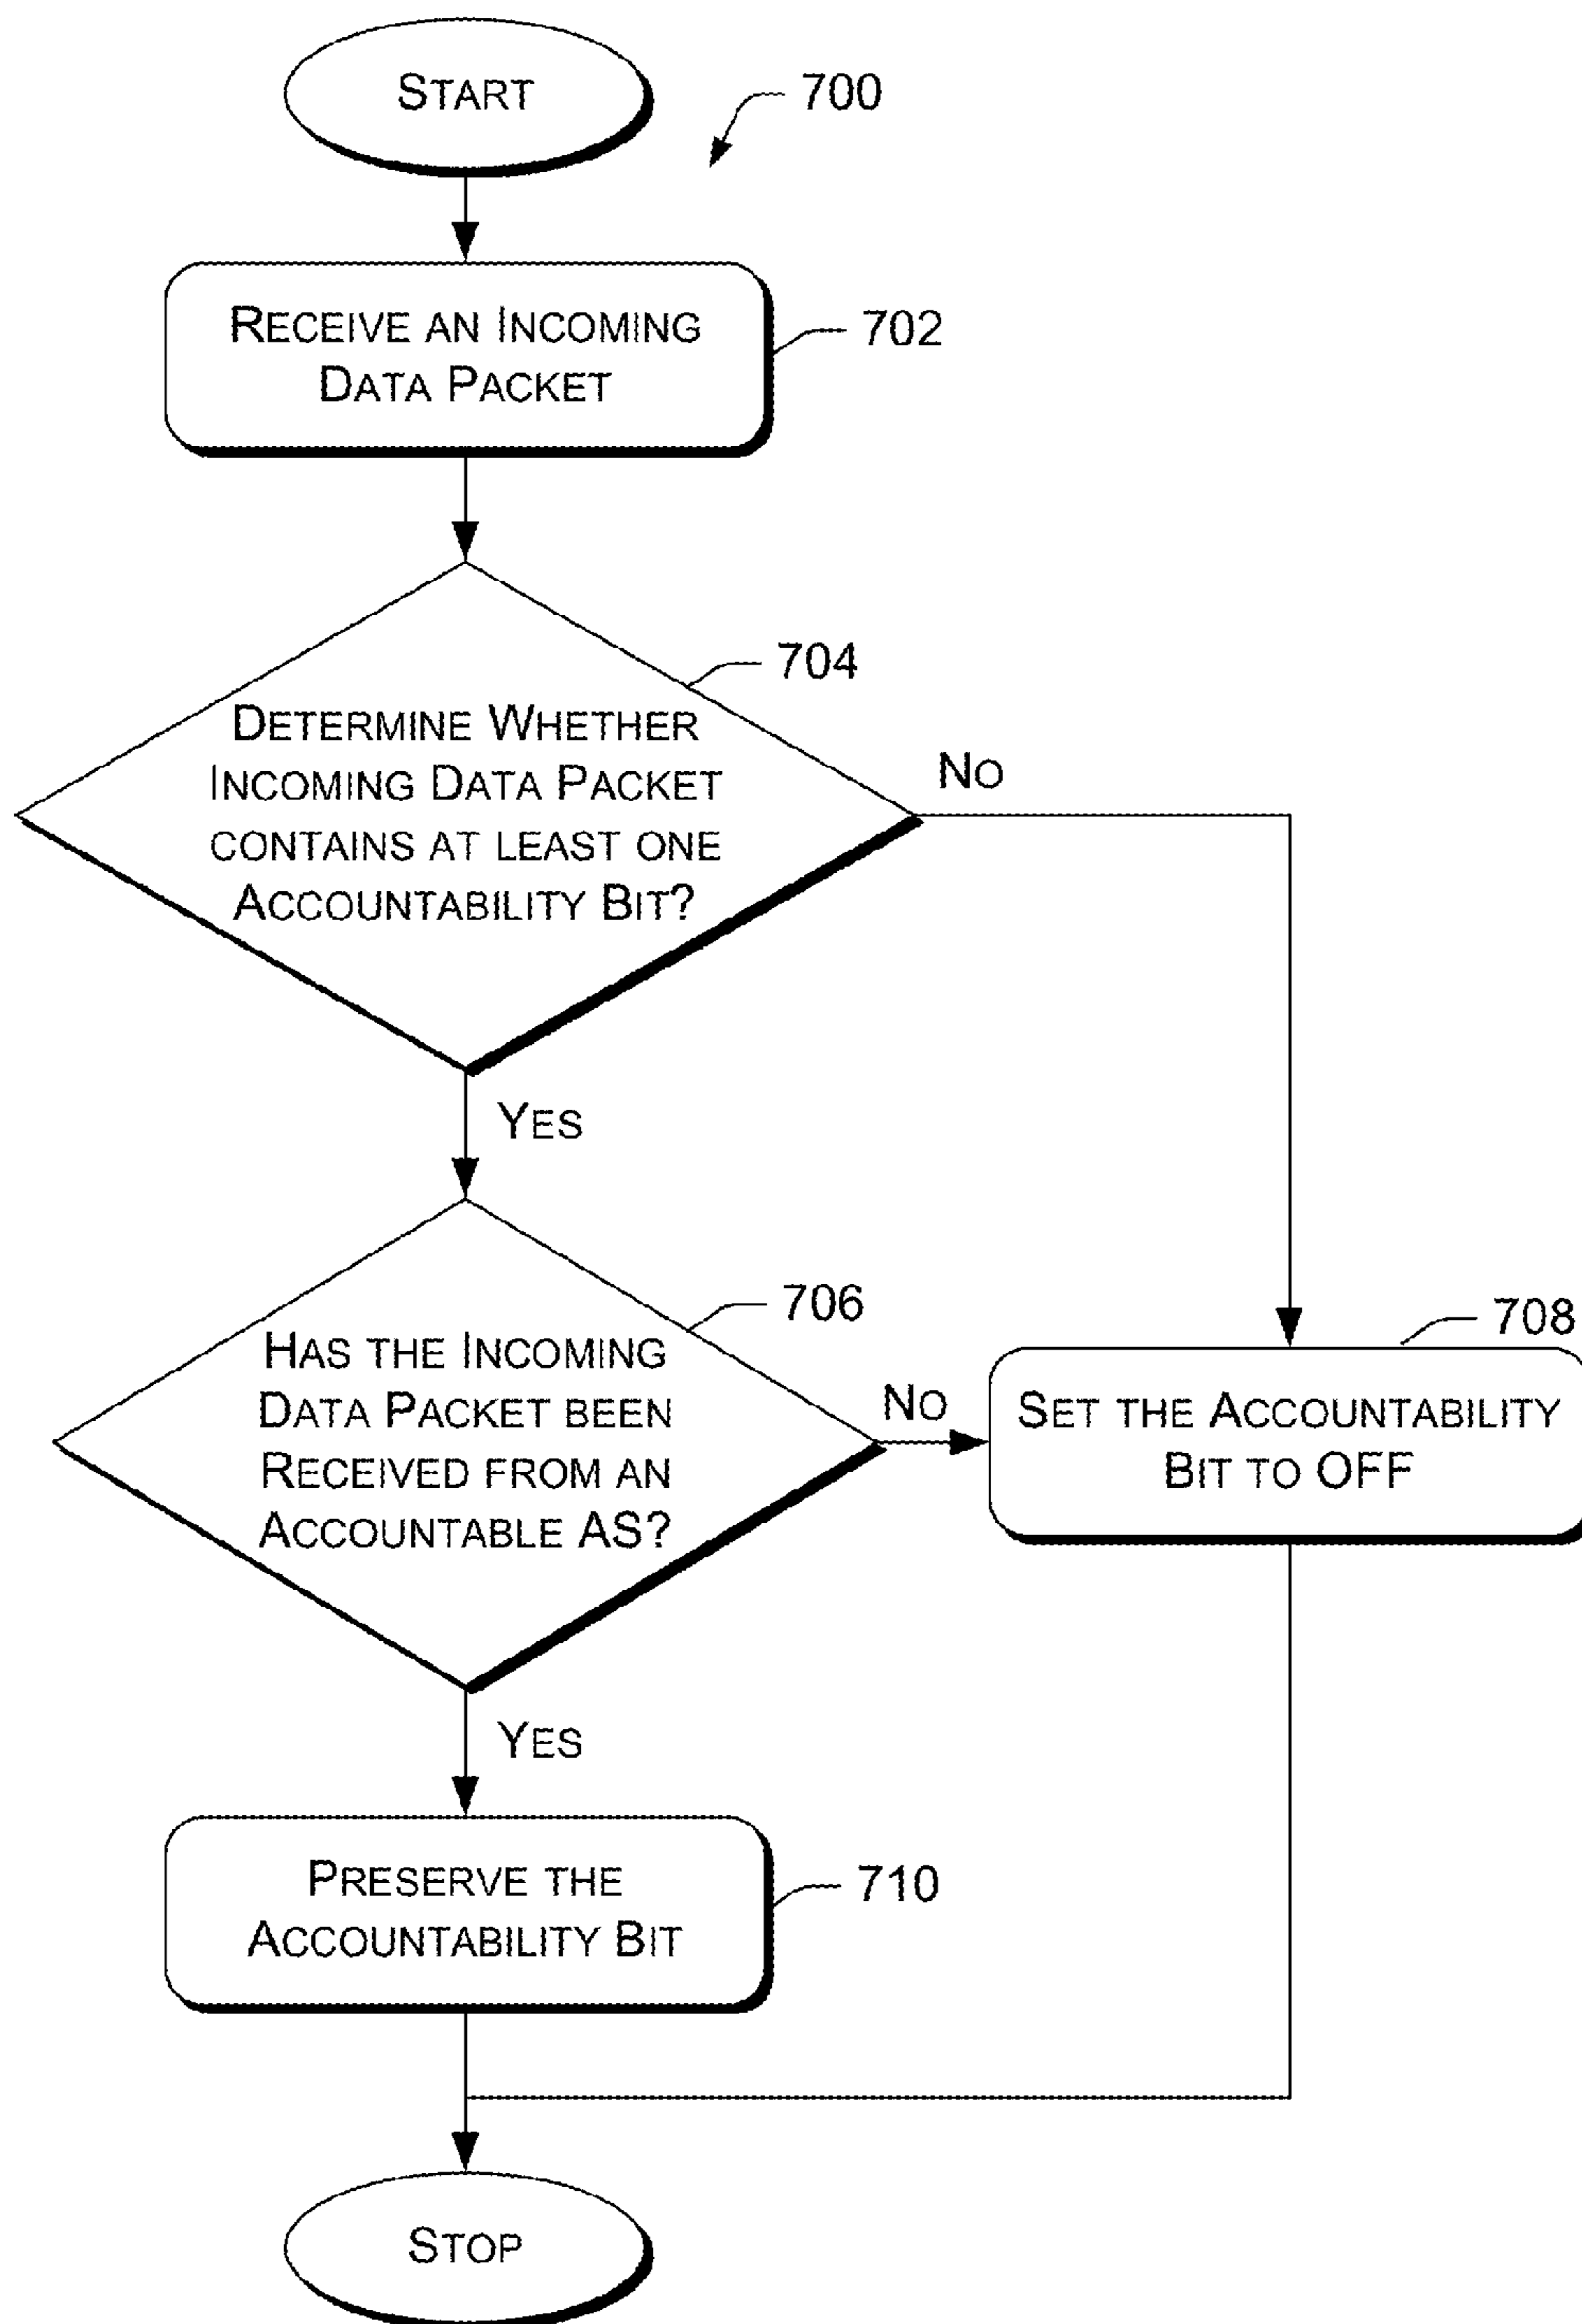 START
700
RECEIVE AN INCOMING
DATA PACKET
702
704
DETERMINE WHETHER
INCOMING DATA PACKET
CONTAINS AT LEAST ONE
ACCOUNTABILITY BIT?
NO
YES
706
HAS THE INCOMING
DATA PACKET BEEN
RECEIVED FROM AN
ACCOUNTABLE AS?
NO
708
SET THE ACCOUNTABILITY
BIT TO OFF
YES
PRESERVE THE
ACCOUNTABILITY BIT
710
STOP